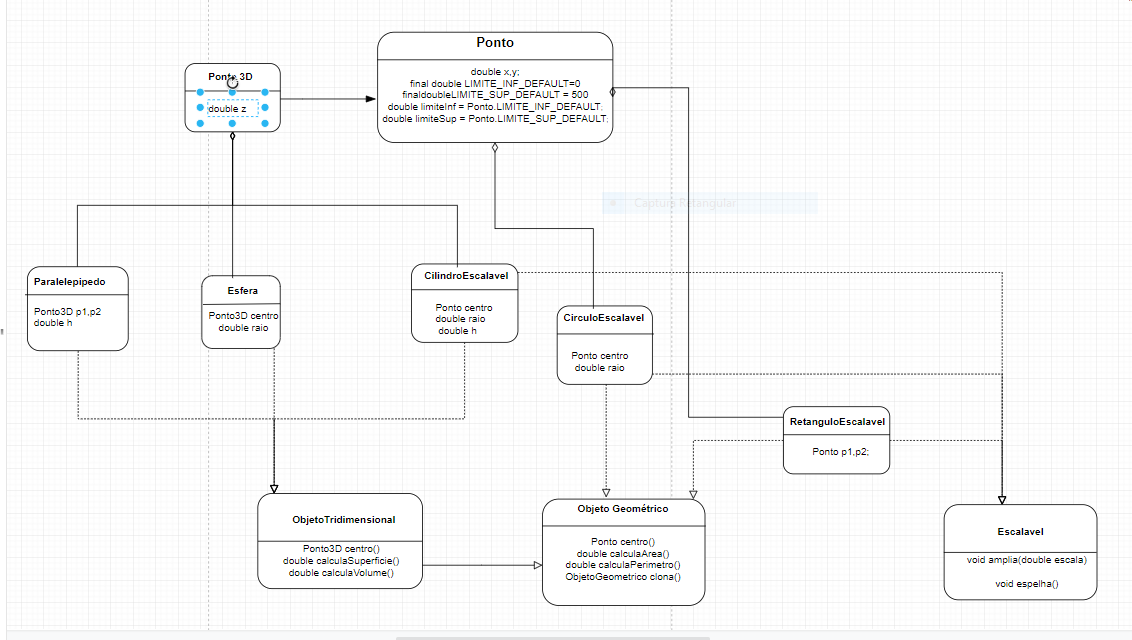 Ponto
double x,y;
final double LIMITE_INF_DEFAULT=0
finaldoubleLIMITE_SUP_DEFAULT = 500
double limiteInf = Ponto.LIMITE_INF_DEFAULT;
double limiteSup = Ponto.LIMITE_SUP_DEFAULT;
Ponto 3D
double z
Captura Retangular
Paralelepípedo
Ponto3D p1,p2
double h
Esfera
Ponto3D centro
double raio
CilindroEscalavel
Ponto centro
double raio
double h
CirculoEscalavel
Ponto centro
double raio
RetanguloEscalavel
Ponto p1,p2;
ObjetoTridimensional
Ponto3D centro()
double calculaSuperficie()
double calculaVolume()
Objeto Geométrico
Ponto centro()
double calculaArea()
double calculaPerimetro()
ObjetoGeometrico clona()
Escalavel
void amplia(double escala)
void espelha()